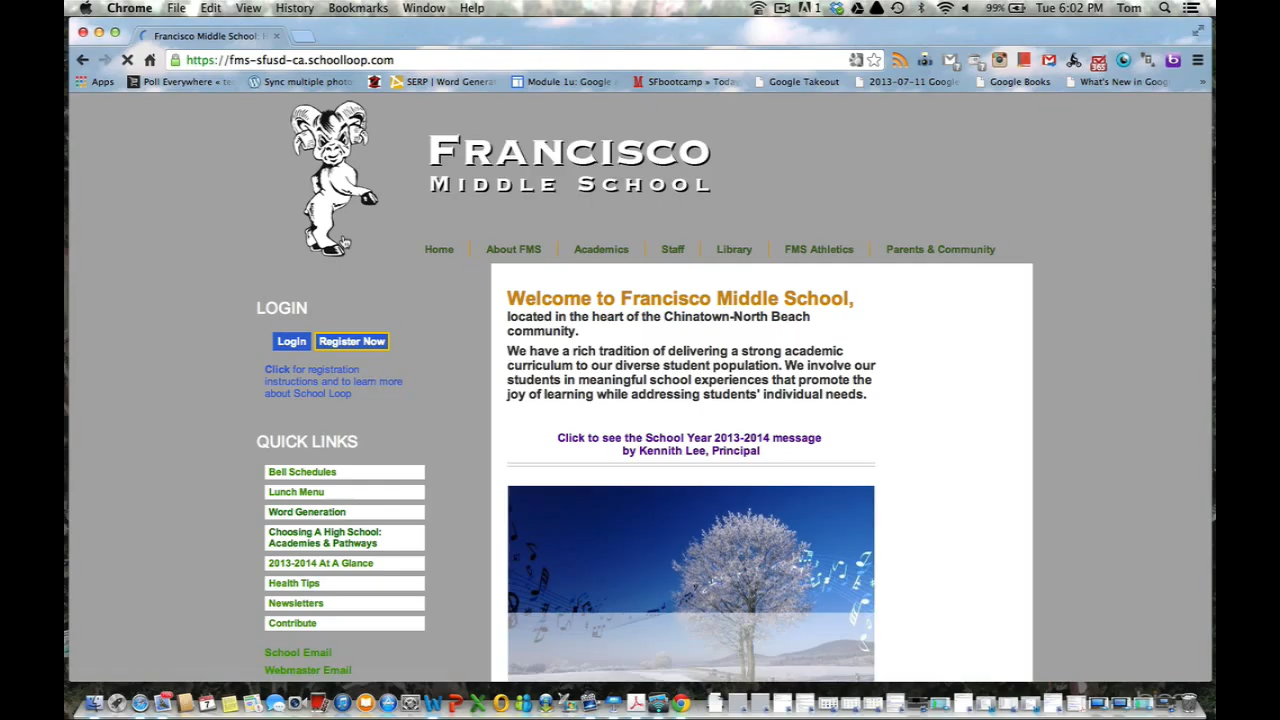 Chrome File Edit View History Bookmarks Window Help 1 99% Tue 6:02 PM Tom
Francisco Middle School: H
https://fms-sfusd-ca.schoolloop.com
Apps Poll Everywhere Sync multiple photo SERP | Word Genera Module 1u: Google SFbootcamp » Today Google Takeout 2013-07-11 Google Google Books What's New in Goog »
365
FRANCISCO
MIDDLE SCHOOL
Home About FMS Academics Staff Library FMS Athletics Parents & Community
LOGIN
Login Register Now
Click for registration
instructions and to learn more
about School Loop
QUICK LINKS
Bell Schedules
Lunch Menu
Word Generation
Choosing A High School:
Academies & Pathways
2013-2014 At A Glance
Health Tips
Newsletters
Contribute
School Email
Webmaster Email
Welcome to Francisco Middle School,
located in the heart of the Chinatown-North Beach
community.
We have a rich tradition of delivering a strong academic
curriculum to our diverse student population. We involve our
students in meaningful school experiences that promote the
joy of learning while addressing students' individual needs.
Click to see the School Year 2013-2014 message
by Kennith Lee, Principal